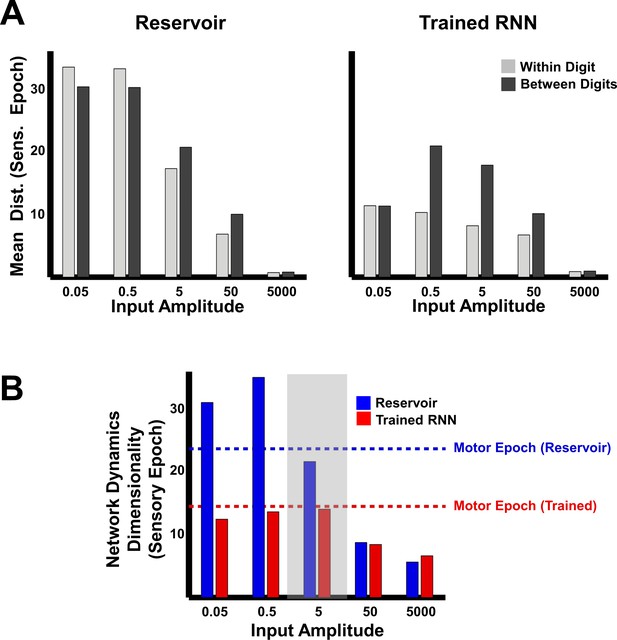 A
Reservoir
Trained RNN
Mean Dist. (Sens. Epoch)
30
20
10
0.05 0.5 5 50 5000
Input Amplitude
Within Digit
Between Digits
0.05 0.5 5 50 5000
Input Amplitude
B
Network Dynamics
Dimensionality
(Sensory Epoch)
30
20
10
Reservoir
Trained RNN
Motor Epoch (Reservoir)
Motor Epoch (Trained)
0.05 0.5 5 50 5000
Input Amplitude